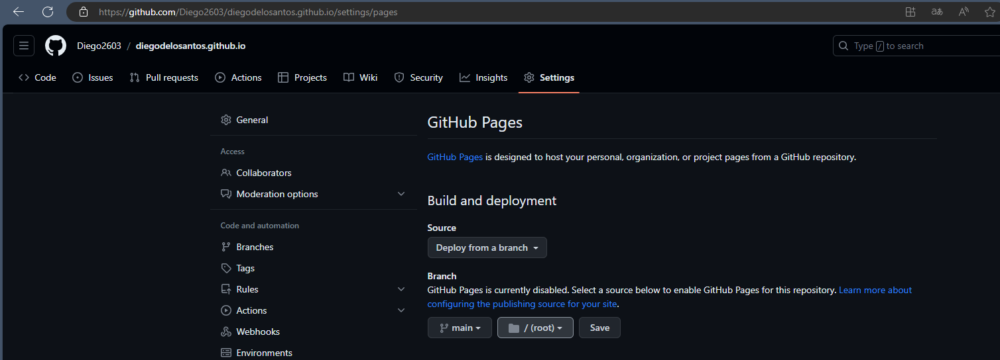 https://github.com/Diego2603/diegodelosantos.github.io/settings/pages
Diego2603 / diegodelosantos.github.io
Type / to search
Code Issues Pull requests Actions Projects Wiki Security Insights Settings
General
Access
Collaborators
Moderation options
Code and automation
Branches
Tags
Rules
Actions
Webhooks
Environments
GitHub Pages
GitHub Pages is designed to host your personal, organization, or project pages from a GitHub repository.
Build and deployment
Source
Deploy from a branch
Branch
GitHub Pages is currently disabled. Select a source below to enable GitHub Pages for this repository. Learn more about
configuring the publishing source for your site.
main / (root) Save